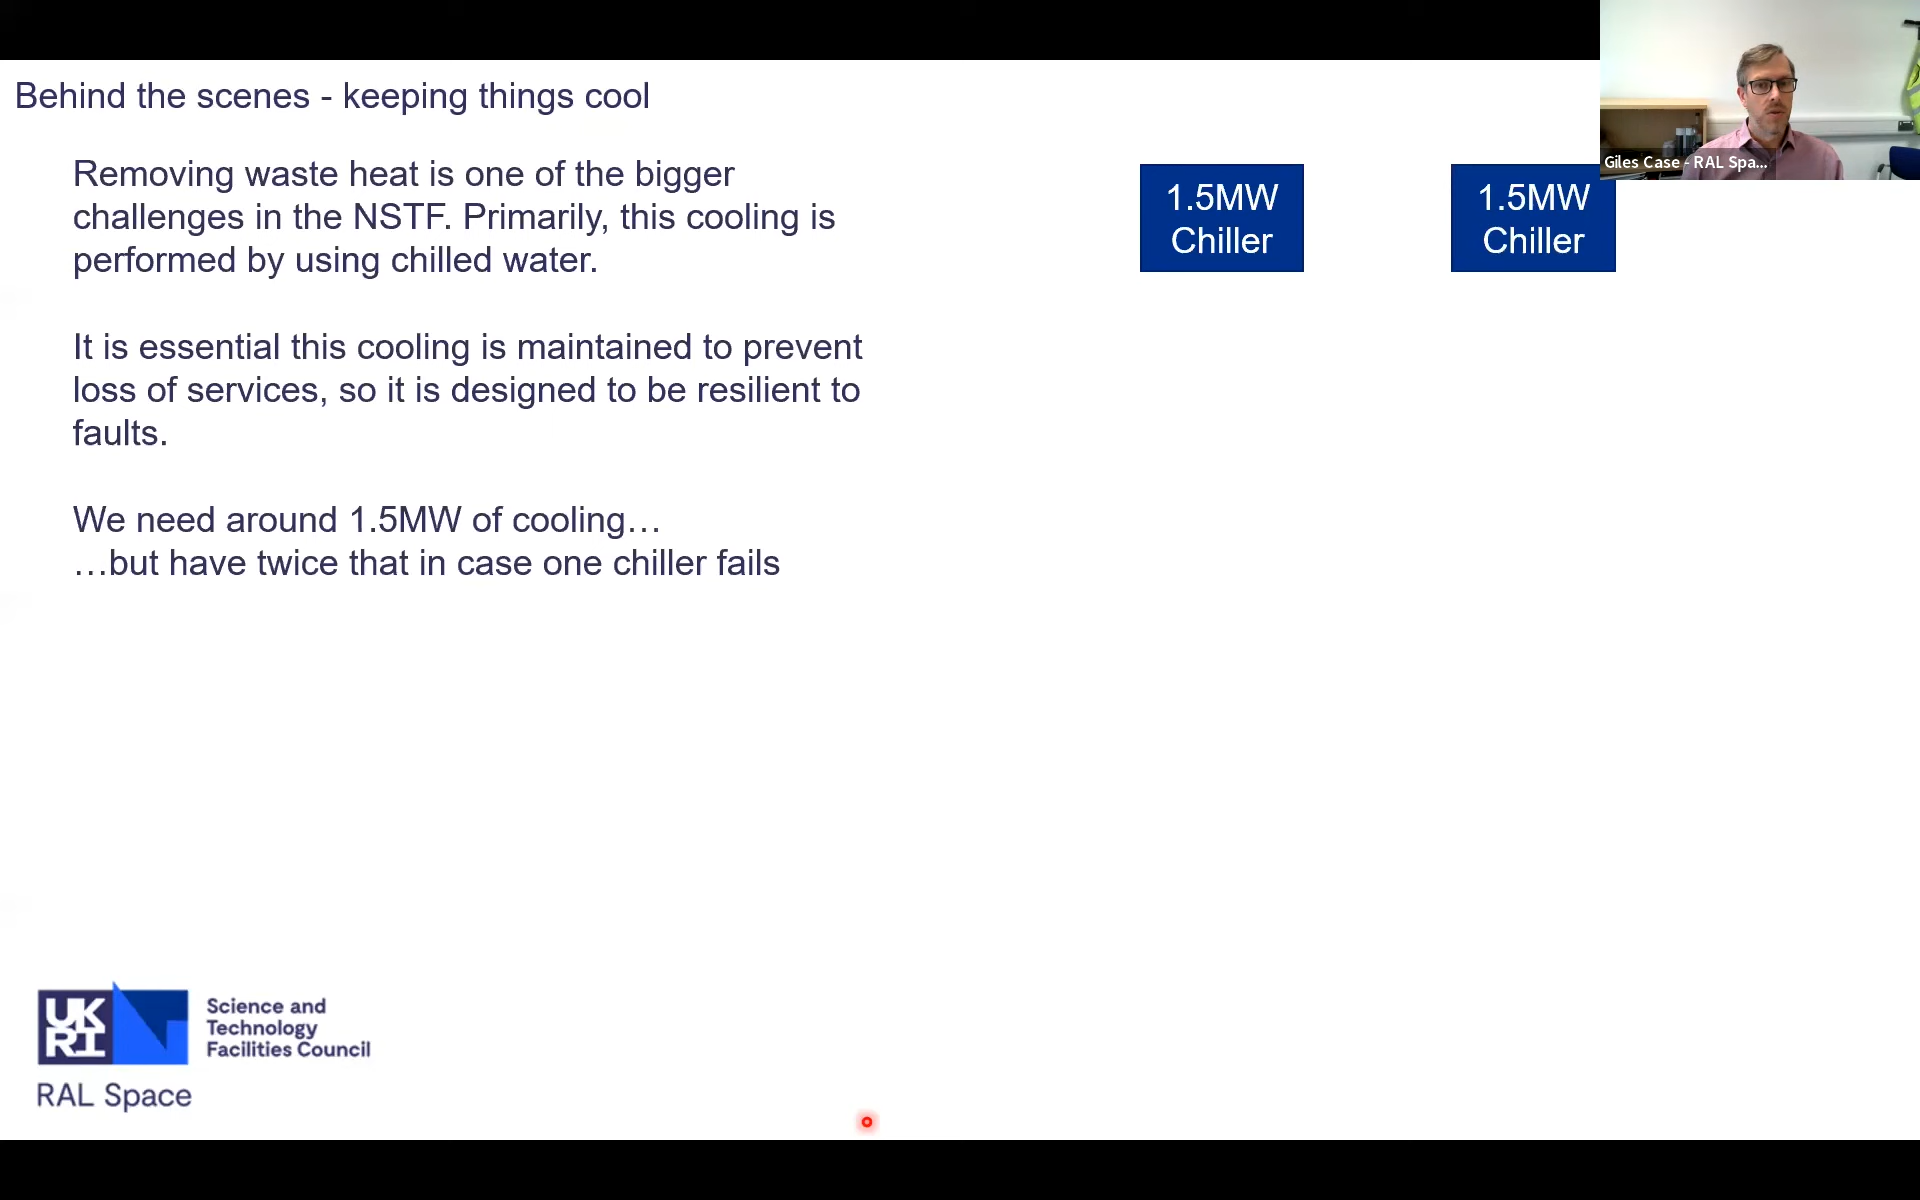 Behind the scenes - keeping things cool
Removing waste heat is one of the bigger
challenges in the NSTF. Primarily, this cooling is
performed by using chilled water.
It is essential this cooling is maintained to prevent
loss of services, so it is designed to be resilient to
faults.
We need around 1.5MW of cooling…
…but have twice that in case one chiller fails
1.5MW
Chiller
1.5MW
Chiller
Giles Case - RAL Spa...
UK
RI
Science and
Technology
Facilities Council
RAL Space